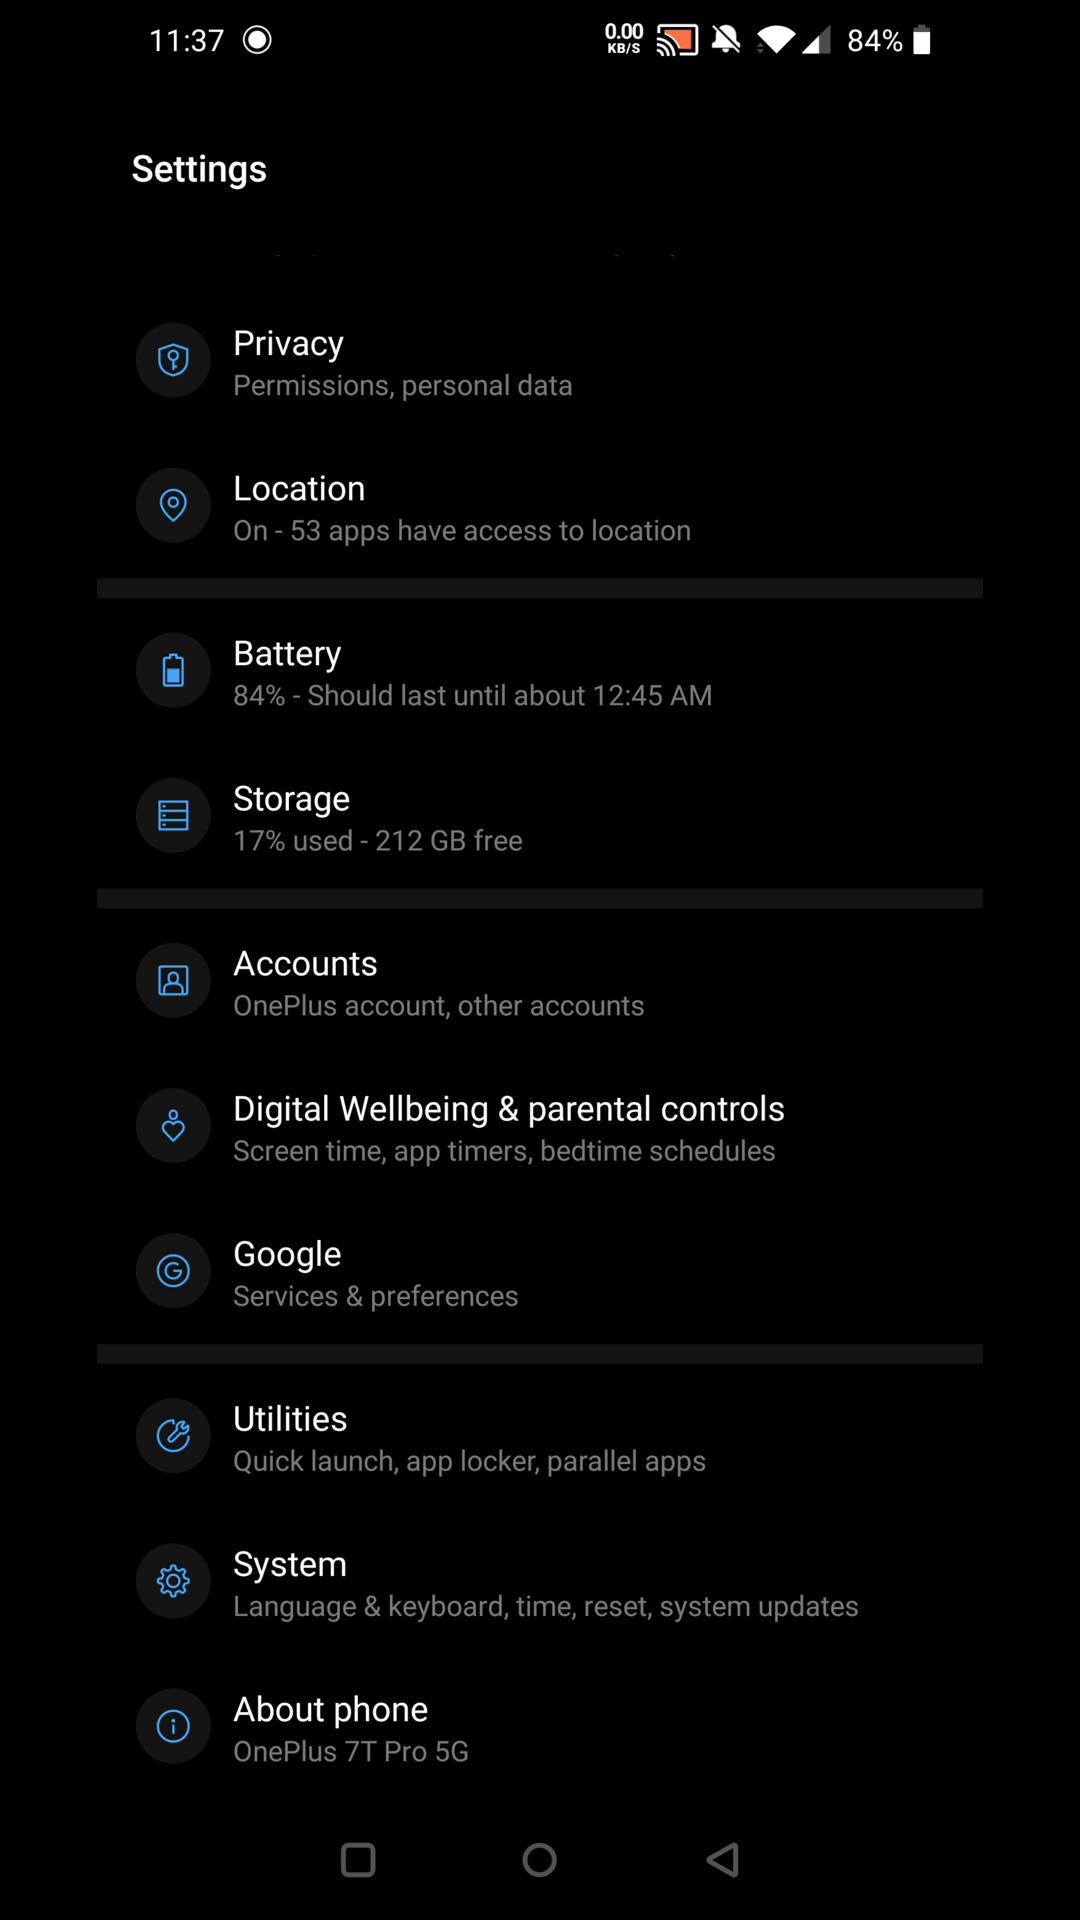 11:37
0.00
KB/S
84%
Settings
Privacy
Permissions, personal data
Location
On - 53 apps have access to location
Battery
84% - Should last until about 12:45 AM
Storage
17% used - 212 GB free
Accounts
OnePlus account, other accounts
Digital Wellbeing & parental controls
Screen time, app timers, bedtime schedules
Google
Services & preferences
Utilities
Quick launch, app locker, parallel apps
System
Language & keyboard, time, reset, system updates
About phone
OnePlus 7T Pro 5G